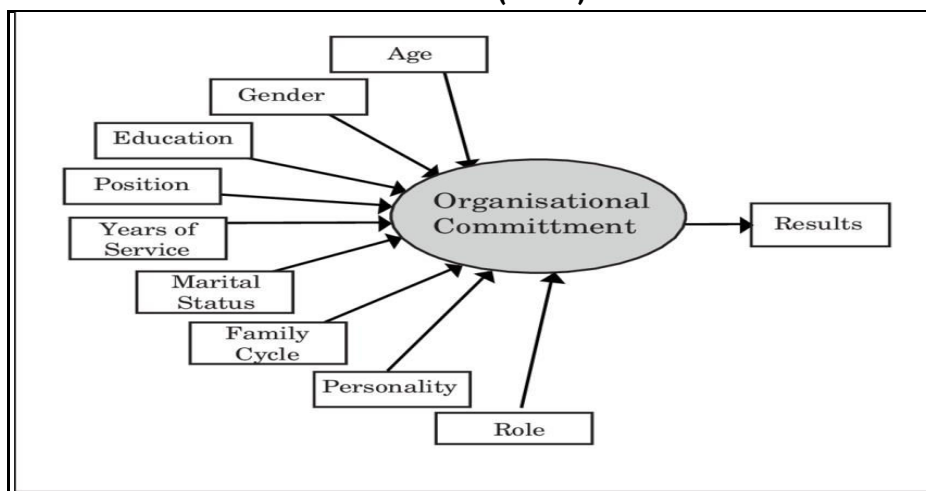 Age
Gender
Education
Position
Years of
Service
Marital
Status
Family
Cycle
Personality
Role
Organisational
Committment
Results